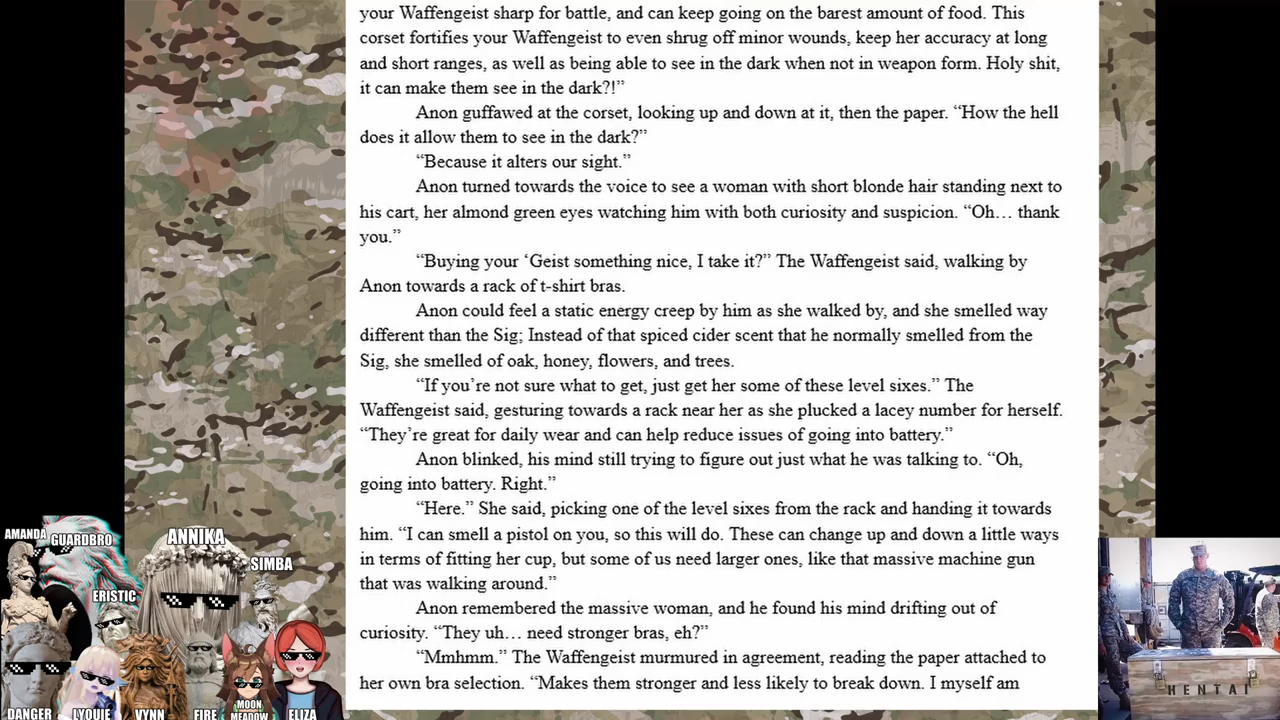 your Waffengeist sharp for battle, and can keep going on the barest amount of food. This
corset fortifies your Waffengeist to even shrug off minor wounds, keep her accuracy at long
and short ranges, as well as being able to see in the dark when not in weapon form. Holy shit,
it can make them see in the dark?!”
Anon guffawed at the corset, looking up and down at it, then the paper. “How the hell
does it allow them to see in the dark?”
“Because it alters our sight.”
Anon turned towards the voice to see a woman with short blonde hair standing next to
his cart, her almond green eyes watching him with both curiosity and suspicion. “Oh… thank
you.”
“Buying your ‘Geist something nice, I take it?” The Waffengeist said, walking by
Anon towards a rack of t-shirt bras.
Anon could feel a static energy creep by him as she walked by, and she smelled way
different than the Sig; Instead of that spiced cider scent that he normally smelled from the
Sig, she smelled of oak, honey, flowers, and trees.
“If you’re not sure what to get, just get her some of these level sixes.” The
Waffengeist said, gesturing towards a rack near her as she plucked a lacey number for herself.
“They’re great for daily wear and can help reduce issues of going into battery.”
Anon blinked, his mind still trying to figure out just what he was talking to. “Oh,
going into battery. Right.”
“Here.” She said, picking one of the level sixes from the rack and handing it towards
him. “I can smell a pistol on you, so this will do. These can change up and down a little ways
in terms of fitting her cup, but some of us need larger ones, like that massive machine gun
that was walking around.”
Anon remembered the massive woman, and he found his mind drifting out of
curiosity. “They uh… need stronger bras, eh?”
“Mmhmm.” The Waffengeist murmured in agreement, reading the paper attached to
her own bra selection. “Makes them stronger and less likely to break down. I myself am
AMANDA
GUARDBRO
ANNIKA
SIMBA
ERISTIC
DANGER
LYQUIE
VYNN
FIRE
MOON
MEADOW
ELIZA
HENTAI